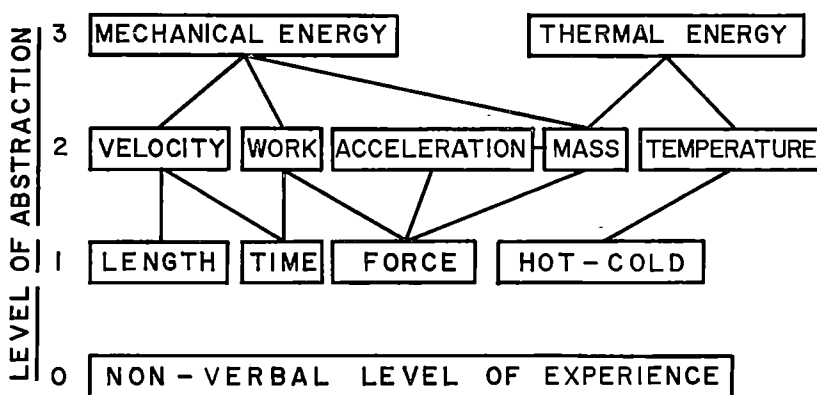 LEVEL OF ABSTRACTION
3 MECHANICAL ENERGY THERMAL ENERGY
2 VELOCITY WORK ACCELERATION MASS TEMPERATURE
1 LENGTH TIME FORCE HOT-COLD
0 NON-VERBAL LEVEL OF EXPERIENCE